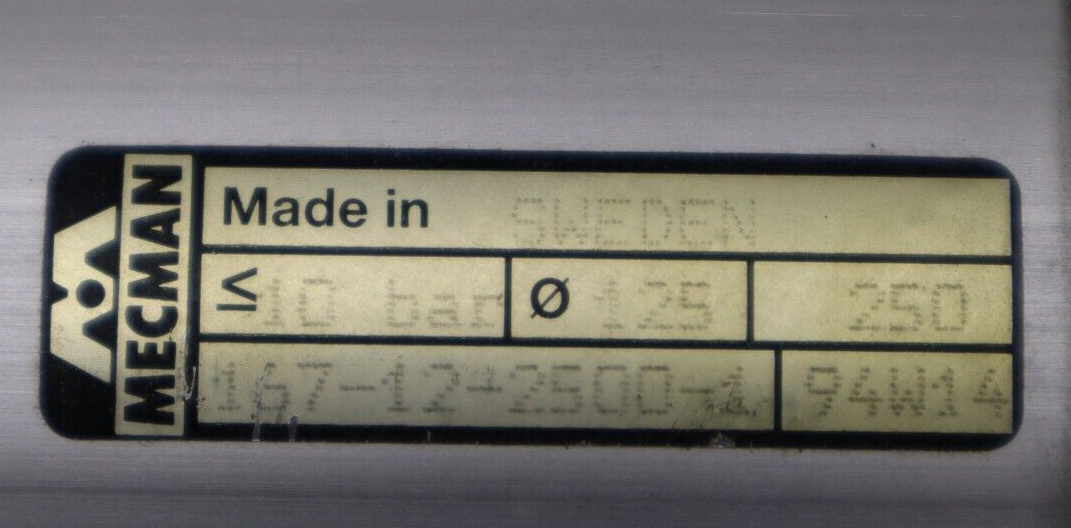 MECMAN
Made in SWEDEN
≤ 10 bar Ø 125 250
167-12-2500-1 94W14